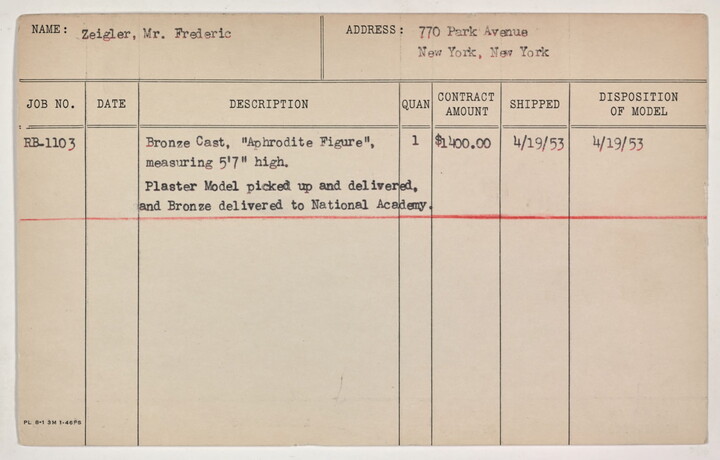 NAME: Zeigler, Mr. Frederic ADDRESS: 770 Park Avenue
New York, New York
JOB NO. DATE DESCRIPTION QUAN CONTRACT AMOUNT SHIPPED DISPOSITION OF MODEL
RB-1103 Bronze Cast, "Aphrodite Figure", 1 $1400.00 4/19/53 4/19/53
measuring 5'7" high.
Plaster Model picked up and delivered,
and Bronze delivered to National Academy.